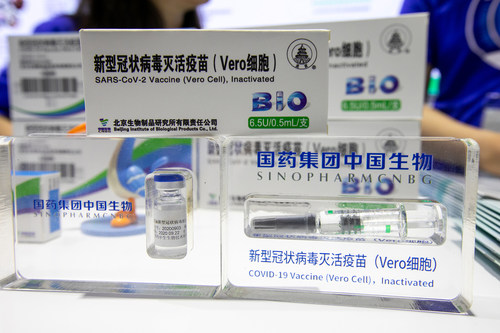 新型冠状病毒灭活疫苗（Vero细胞）
SARS-CoV-2 Vaccine (Vero Cell), Inactivated
BIO
6.5U/0.5mL/支
北京生物制品研究所有限责任公司
Beijing Institute of Biological Products Co., Ltd.
BIO
国药集团中国生物
SINOPHARM CNBG
国药集团中国生物
SINOPHARMCNBG
新型冠状病毒灭活疫苗（Vero细胞）
COVID-19 Vaccine (Vero Cell), Inactivated